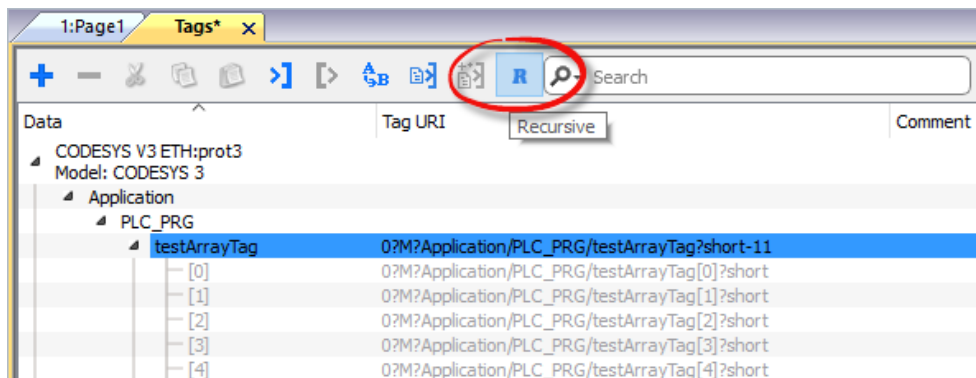 1:Page1 Tags* x
A B R Search
Recursive
Data Tag URI Comment
CODESYS V3 ETH:prot3
Model: CODESYS 3
Application
PLC_PRG
testArrayTag 0?M?Application/PLC_PRG/testArrayTag?short-11
[0] 0?M?Application/PLC_PRG/testArrayTag[0]?short
[1] 0?M?Application/PLC_PRG/testArrayTag[1]?short
[2] 0?M?Application/PLC_PRG/testArrayTag[2]?short
[3] 0?M?Application/PLC_PRG/testArrayTag[3]?short
[4] 0?M?Application/PLC_PRG/testArrayTag[4]?short